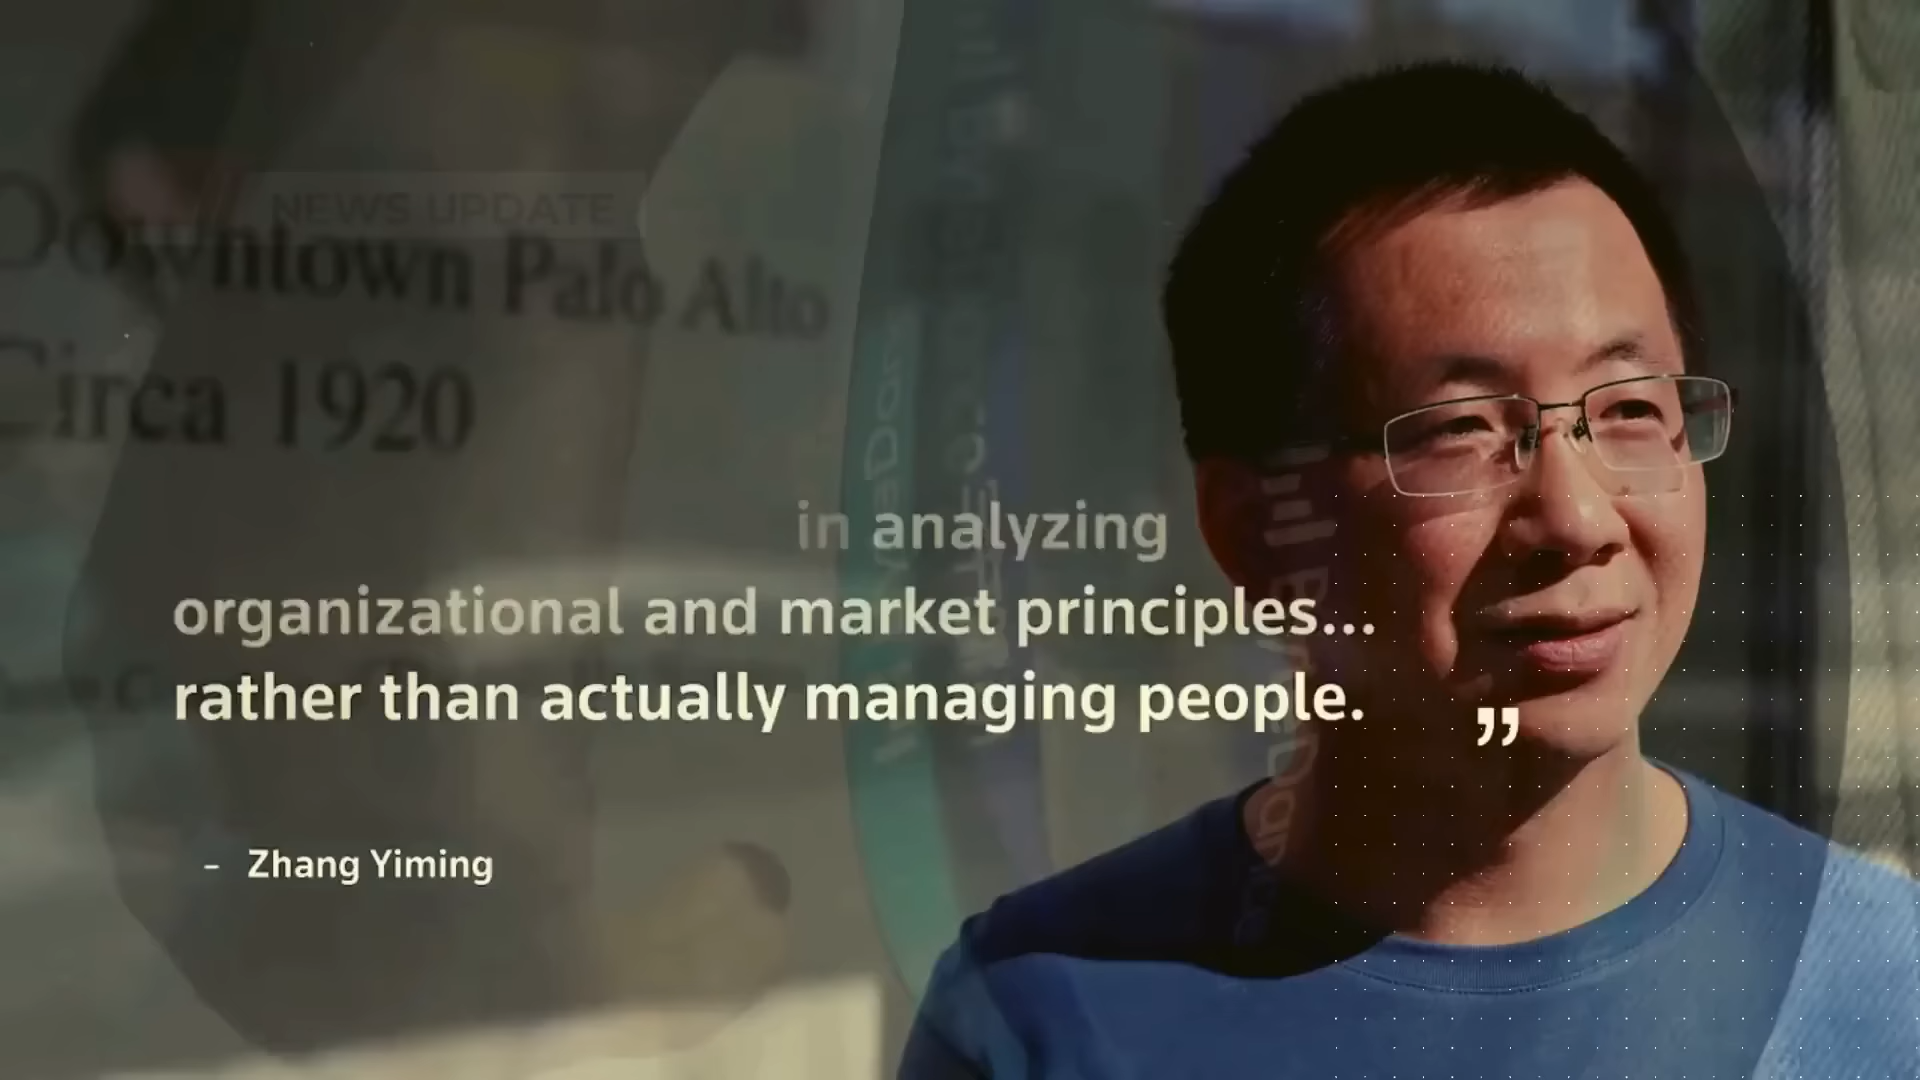 NEWS UPDATE
Downtown Palo Alto
Circa 1920
in analyzing
organizational and market principles...
rather than actually managing people.
”
– Zhang Yiming